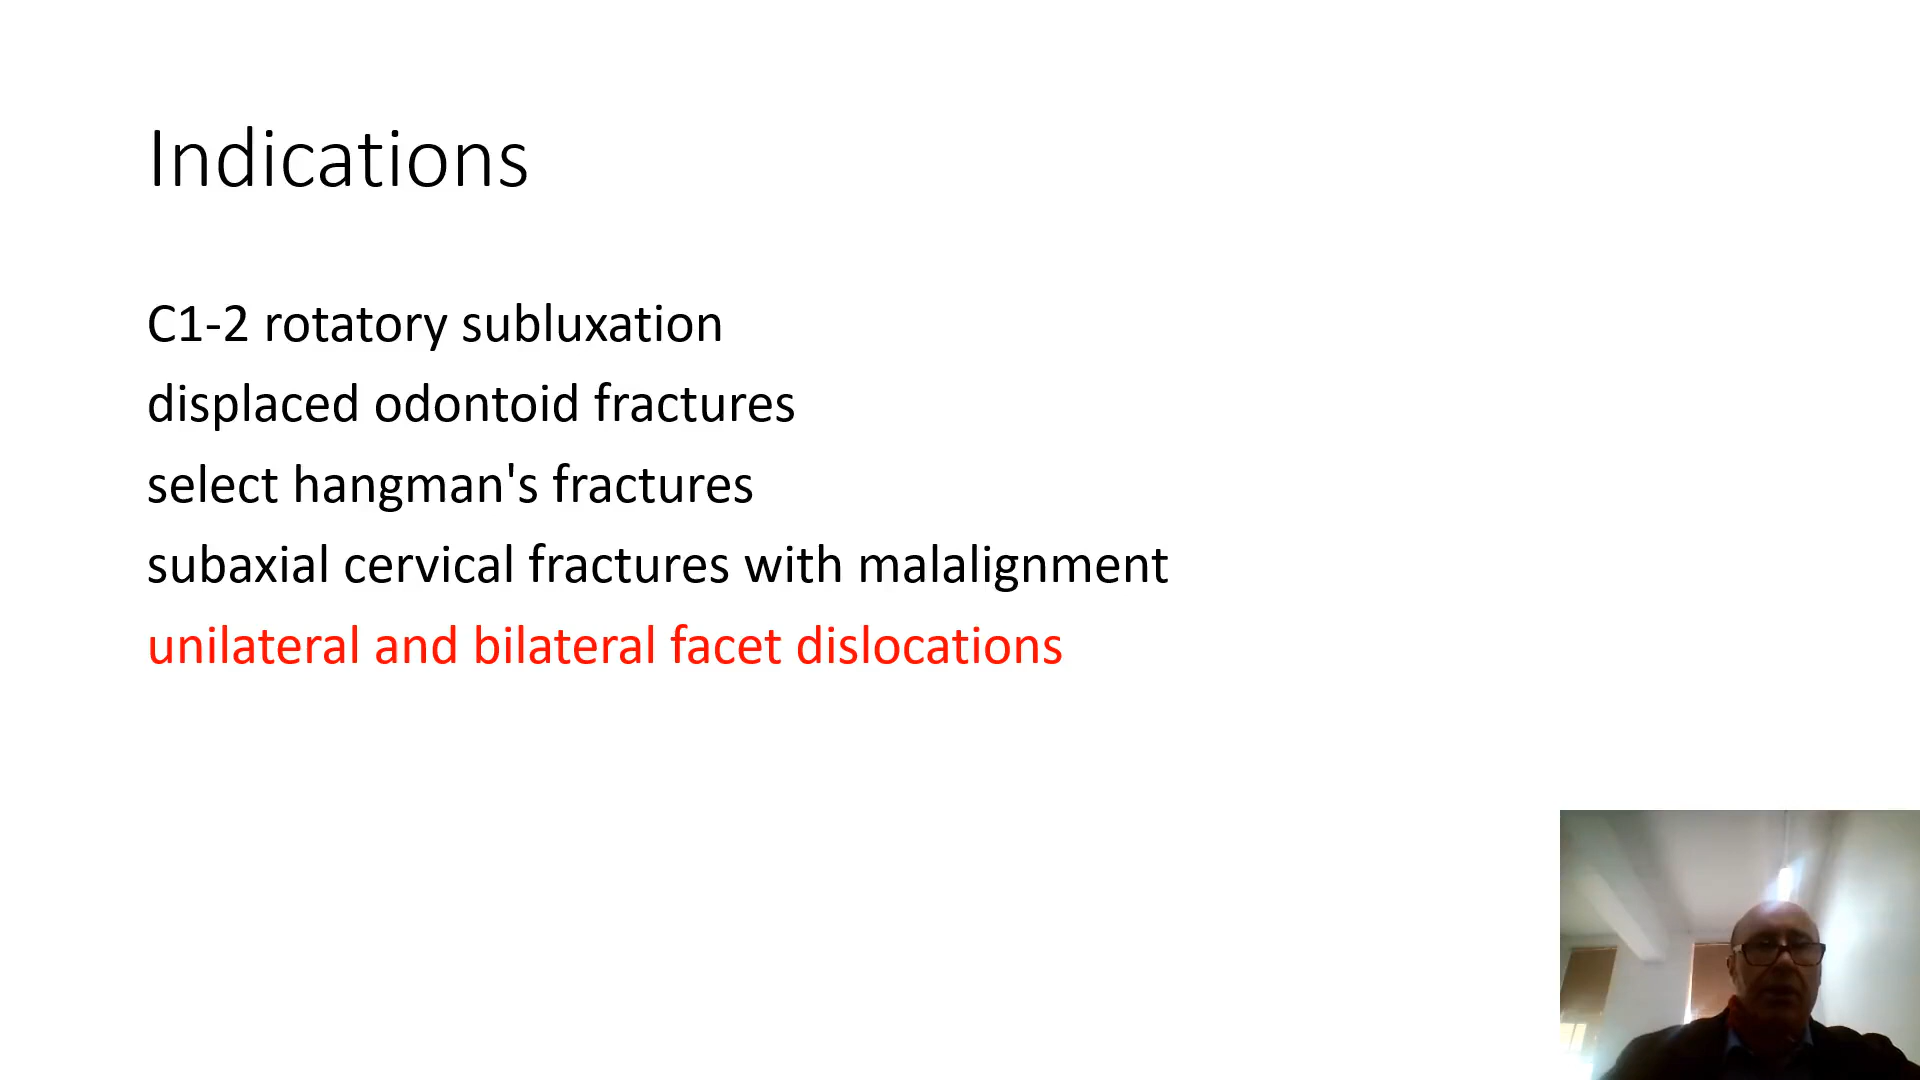 Indications
C1-2 rotatory subluxation
displaced odontoid fractures
select hangman's fractures
subaxial cervical fractures with malalignment
unilateral and bilateral facet dislocations